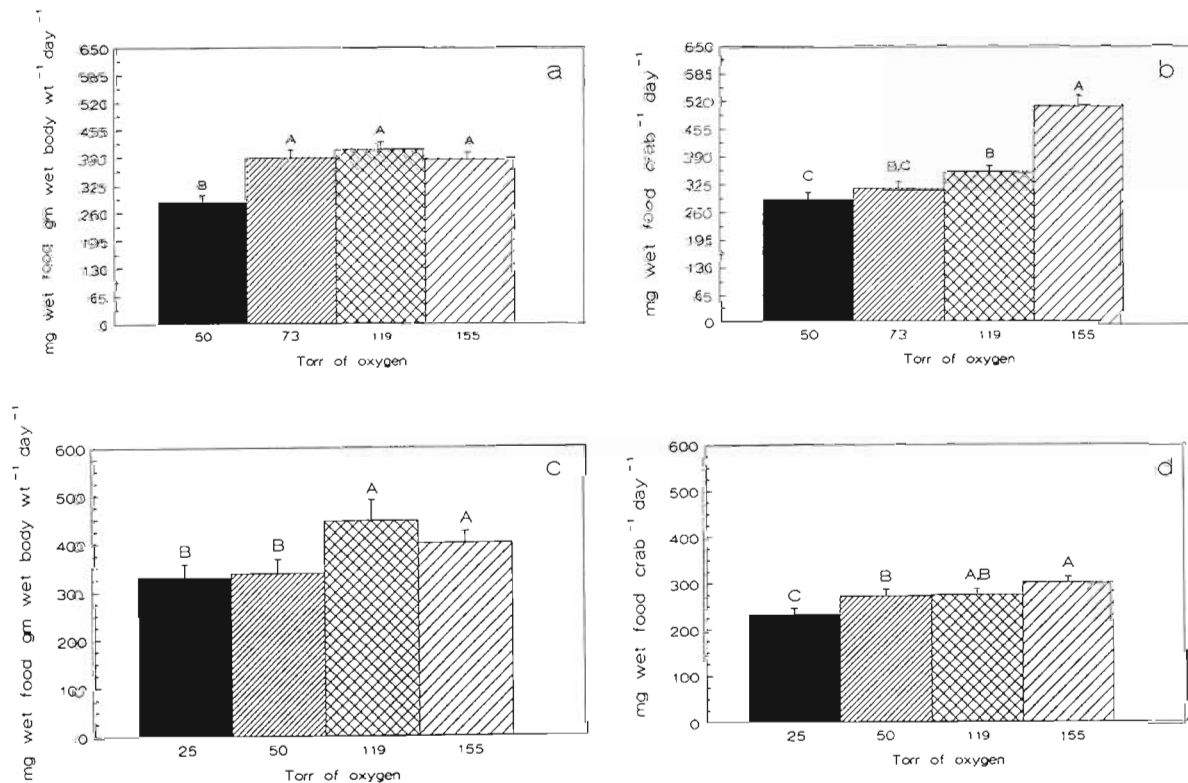 a
mg wet food gm wet body wt⁻¹ day⁻¹
650
585
520
455
390
325
260
195
130
65
0
B
A
A
A
50 73 119 155
Torr of oxygen
b
mg wet food crab⁻¹ day⁻¹
650
585
520
455
390
325
260
195
130
65
0
C
B,C
B
A
50 73 119 155
Torr of oxygen
c
mg wet food gm wet body wt⁻¹ day⁻¹
600
500
400
300
200
100
0
B
B
A
A
25 50 119 155
Torr of oxygen
d
mg wet food crab⁻¹ day⁻¹
600
500
400
300
200
100
0
C
B
A,B
A
25 50 119 155
Torr of oxygen